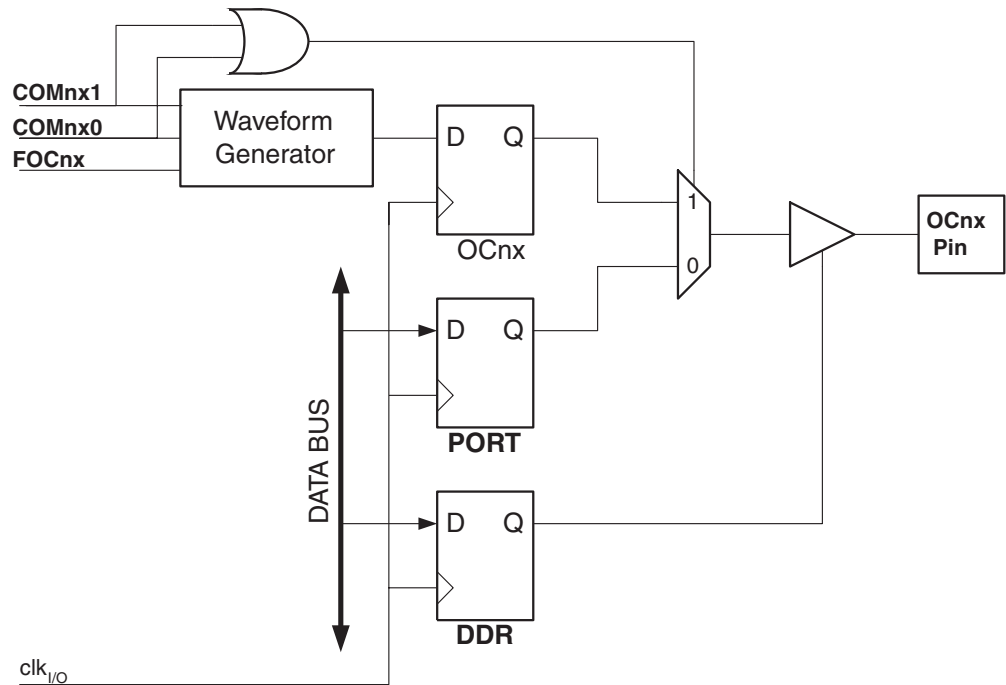 COMnx1
COMnx0
FOCnx
Waveform
Generator
D Q
OCnx
1
0
OCnx
Pin
D Q
PORT
DATA BUS
D Q
DDR
clkI/O